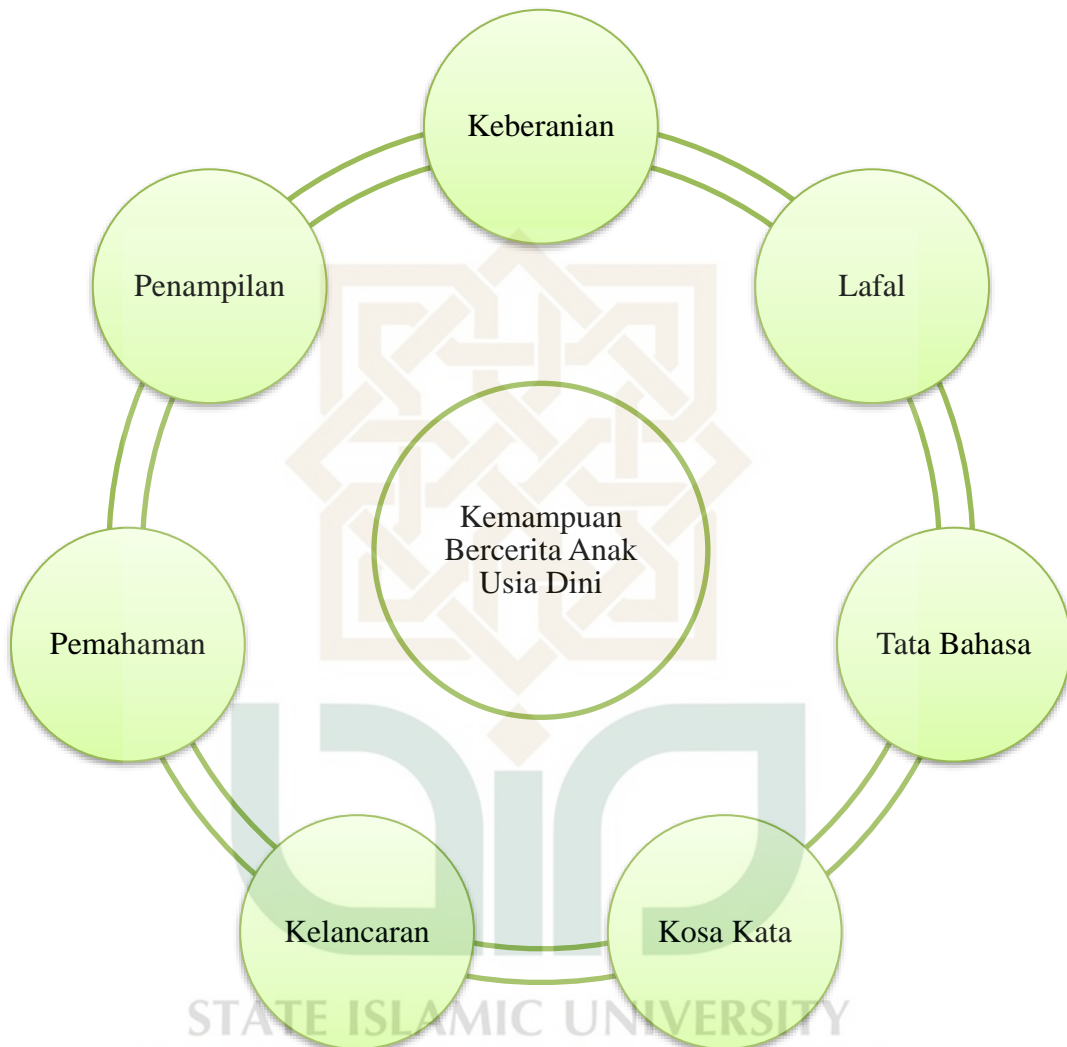 Keberanian
Lafal
Tata Bahasa
Kosa Kata
Kelancaran
Pemahaman
Penampilan
Kemampuan
Bercerita Anak
Usia Dini
STATE ISLAMIC UNIVERSITY